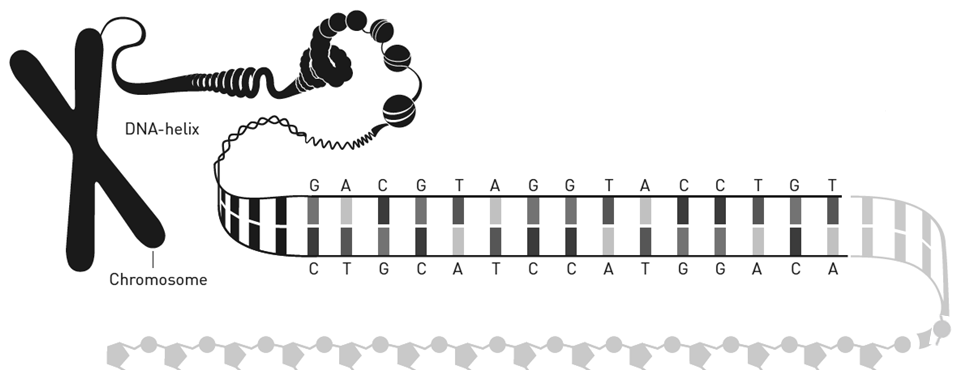 DNA-helix
G A C G T A G G T A C C T G T
C T G C A T C C A T G G A C A
Chromosome